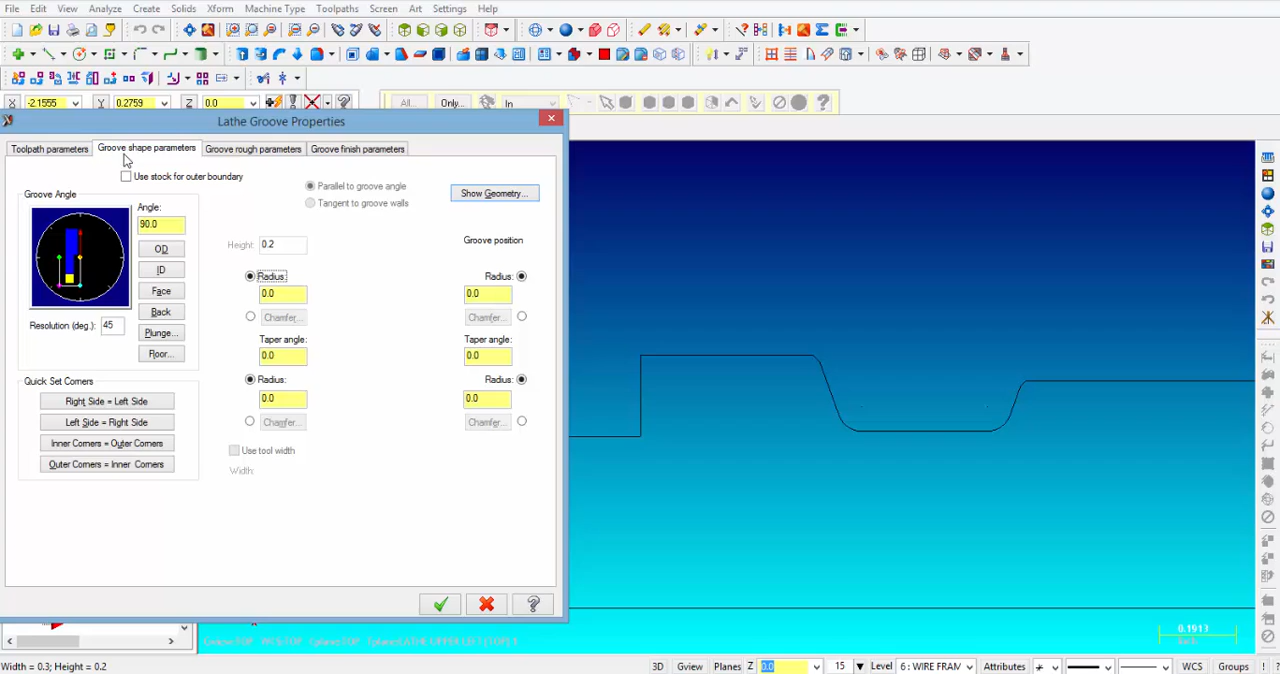 File Edit View Analyze Create Solids Xform Machine Type Toolpaths Screen Art Settings Help
X -2.1555 Y 0.2759 Z 0.0 All... Only... In
Lathe Groove Properties
Toolpath parameters Groove shape parameters Groove rough parameters Groove finish parameters
Use stock for outer boundary
Parallel to groove angle
Show Geometry...
Groove Angle
Tangent to groove walls
Angle:
90.0
OD
Height: 0.2
Groove position
ID
Radius: Radius:
Face
0.0 0.0
Back
Chamfer... Chamfer...
Resolution (deg.): 45
Plunge...
Taper angle: Taper angle:
Floor...
0.0 0.0
Quick Set Corners
Radius: Radius:
Right Side = Left Side
0.0 0.0
Left Side = Right Side
Chamfer... Chamfer...
Inner Corners = Outer Corners
Use tool width
Outer Corners = Inner Corners
Width:
0.1913
Inch
Width = 0.3; Height = 0.2
3D Gview Planes Z 0.0 15 Level 6 : WIRE FRAM Attributes WCS Groups ! ?